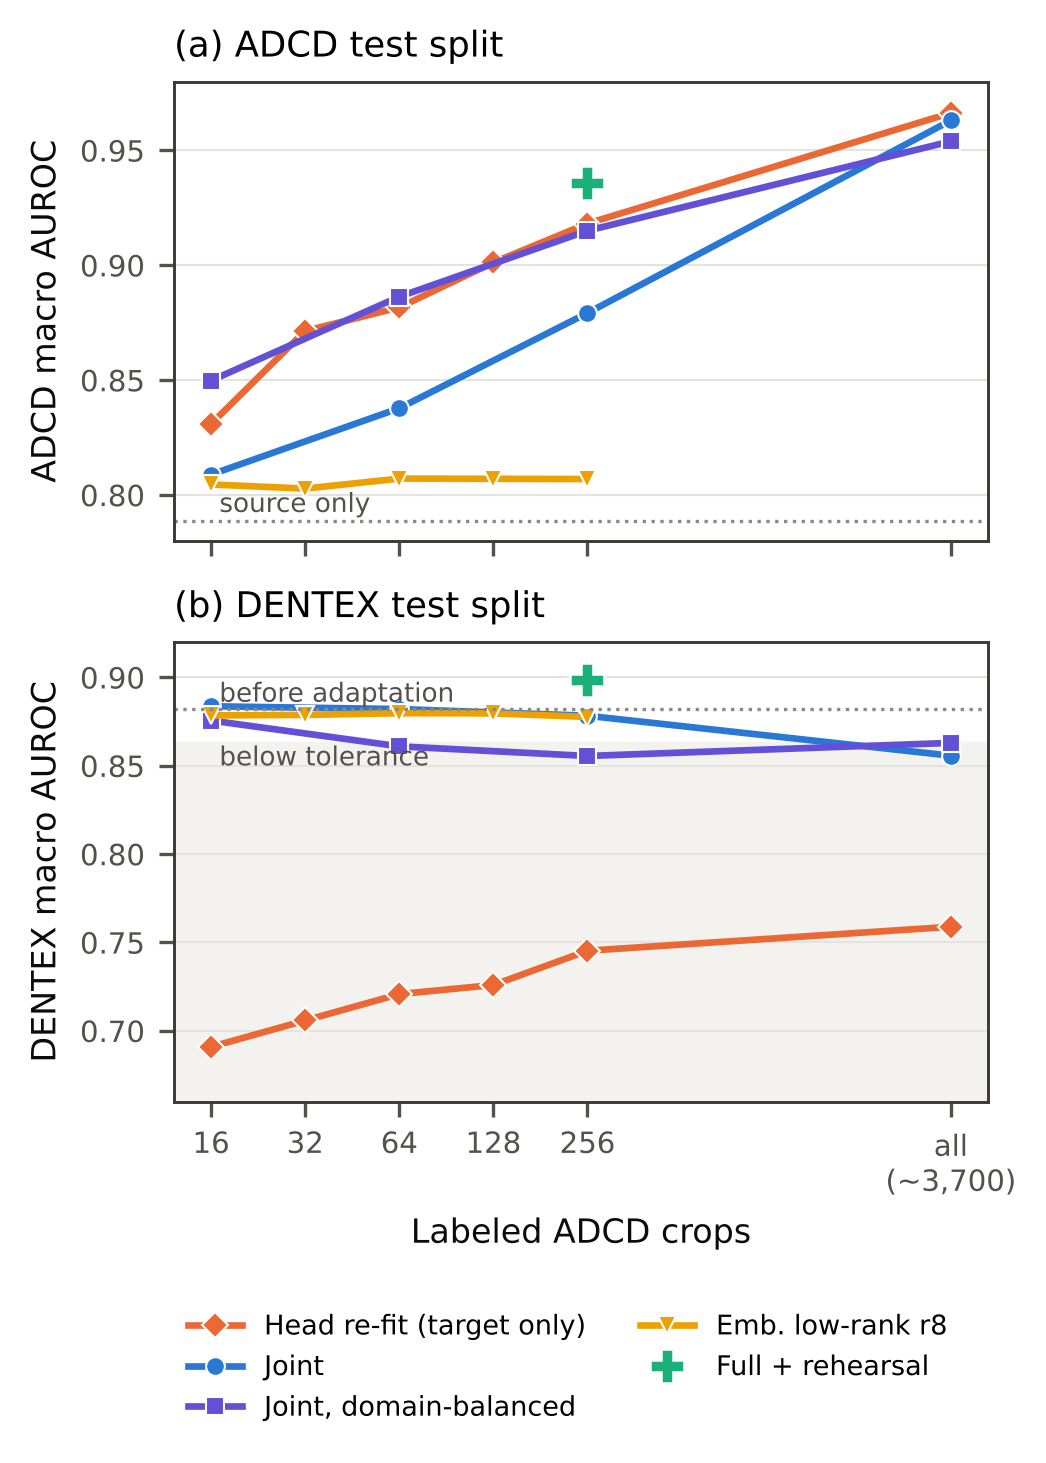 (a) ADCD test split
ADCD macro AUROC
0.95
0.90
0.85
0.80
source only
(b) DENTEX test split
DENTEX macro AUROC
0.90
0.85
0.80
0.75
0.70
before adaptation
below tolerance
16 32 64 128 256 all
(~3,700)
Labeled ADCD crops
Head re-fit (target only)
Joint
Joint, domain-balanced
Emb. low-rank r8
Full + rehearsal